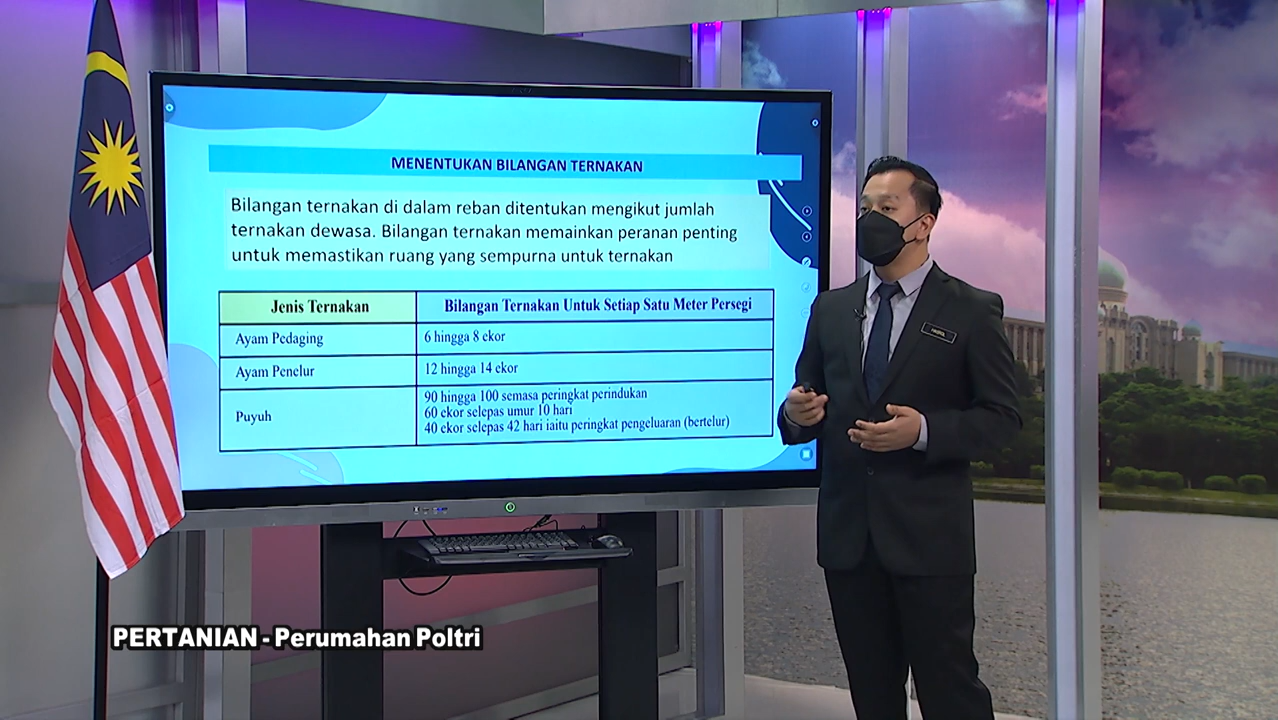 MENENTUKAN BILANGAN TERNAKAN
Bilangan ternakan di dalam reban ditentukan mengikut jumlah
ternakan dewasa. Bilangan ternakan memainkan peranan penting
untuk memastikan ruang yang sempurna untuk ternakan
Jenis Ternakan Bilangan Ternakan Untuk Setiap Satu Meter Persegi
Ayam Pedaging 6 hingga 8 ekor
Ayam Penelur 12 hingga 14 ekor
Puyuh
90 hingga 100 semasa peringkat perindukan
60 ekor selepas umur 10 hari
40 ekor selepas 42 hari iaitu peringkat pengeluaran (bertelur)
PERTANIAN - Perumahan Poltri